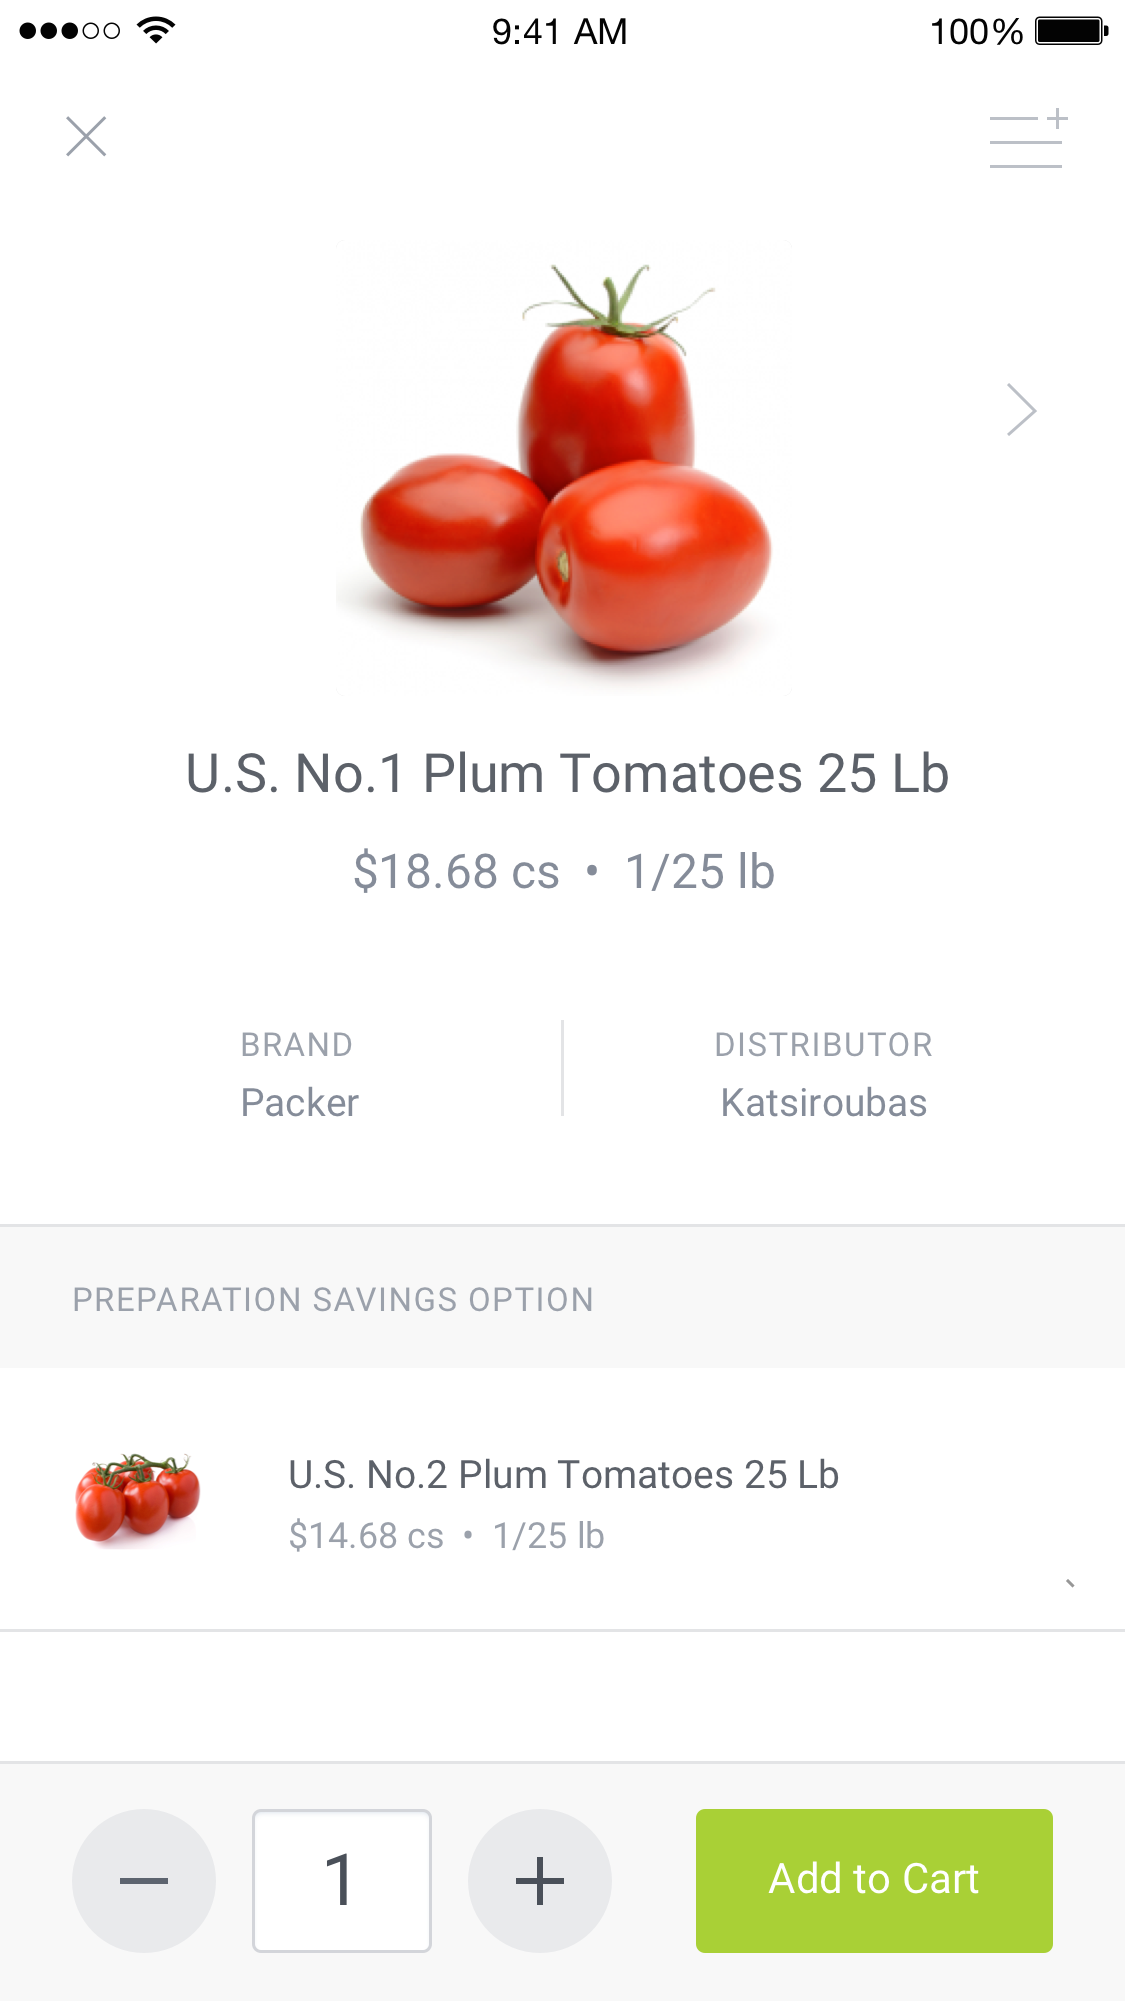 9:41 AM
100%
U.S. No.1 Plum Tomatoes 25 Lb
$18.68 cs • 1/25 lb
BRAND
Packer
DISTRIBUTOR
Katsiroubas
PREPARATION SAVINGS OPTION
U.S. No.2 Plum Tomatoes 25 Lb
$14.68 cs • 1/25 lb
1
Add to Cart